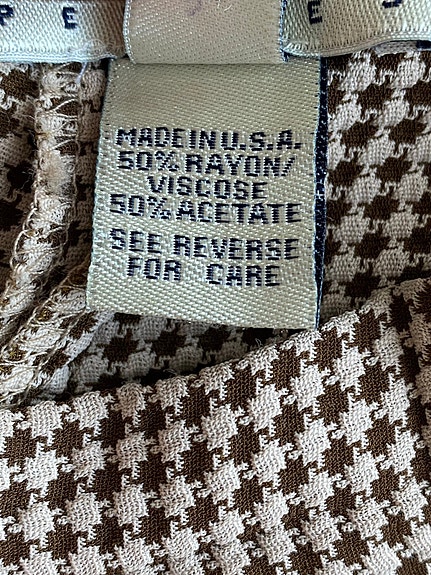 P E E S
MADE IN U.S.A.
50% RAYON/
VISCOSE
50% ACETATE
SEE REVERSE
FOR CARE